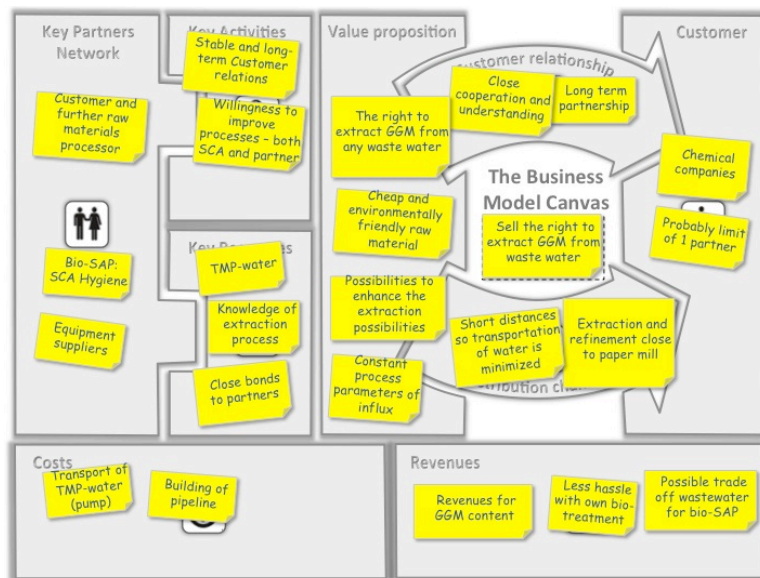 Key Partners
Network
Customer and
further raw
materials
processor
Bio-SAP:
SCA Hygiene
Equipment
suppliers
Key Activities
Stable and long-
term Customer
relations
Willingness to
improve
processes – both
SCA and partner
TMP-water
Knowledge of
extraction
process
Close bonds
to partners
Value proposition
The right to
extract GGM from
any waste water
Cheap and
environmentally
friendly raw
material
Possibilities to
enhance the
extraction
possibilities
Constant
process
parameters of
influx
customer relationship
Close
cooperation and
understanding
Long term
partnership
The Business
Model Canvas
Sell the right to
extract GGM from
waste water
Short distances
so transportation
of water is
minimized
Extraction and
refinement close
to paper mill
Customer
Chemical
companies
Probably limit
of 1 partner
Costs
Transport of
TMP-water
(pump)
Building of
pipeline
Revenues
Revenues for
GGM content
Less hassle
with own bio-
treatment
Possible trade
off wastewater
for bio-SAP